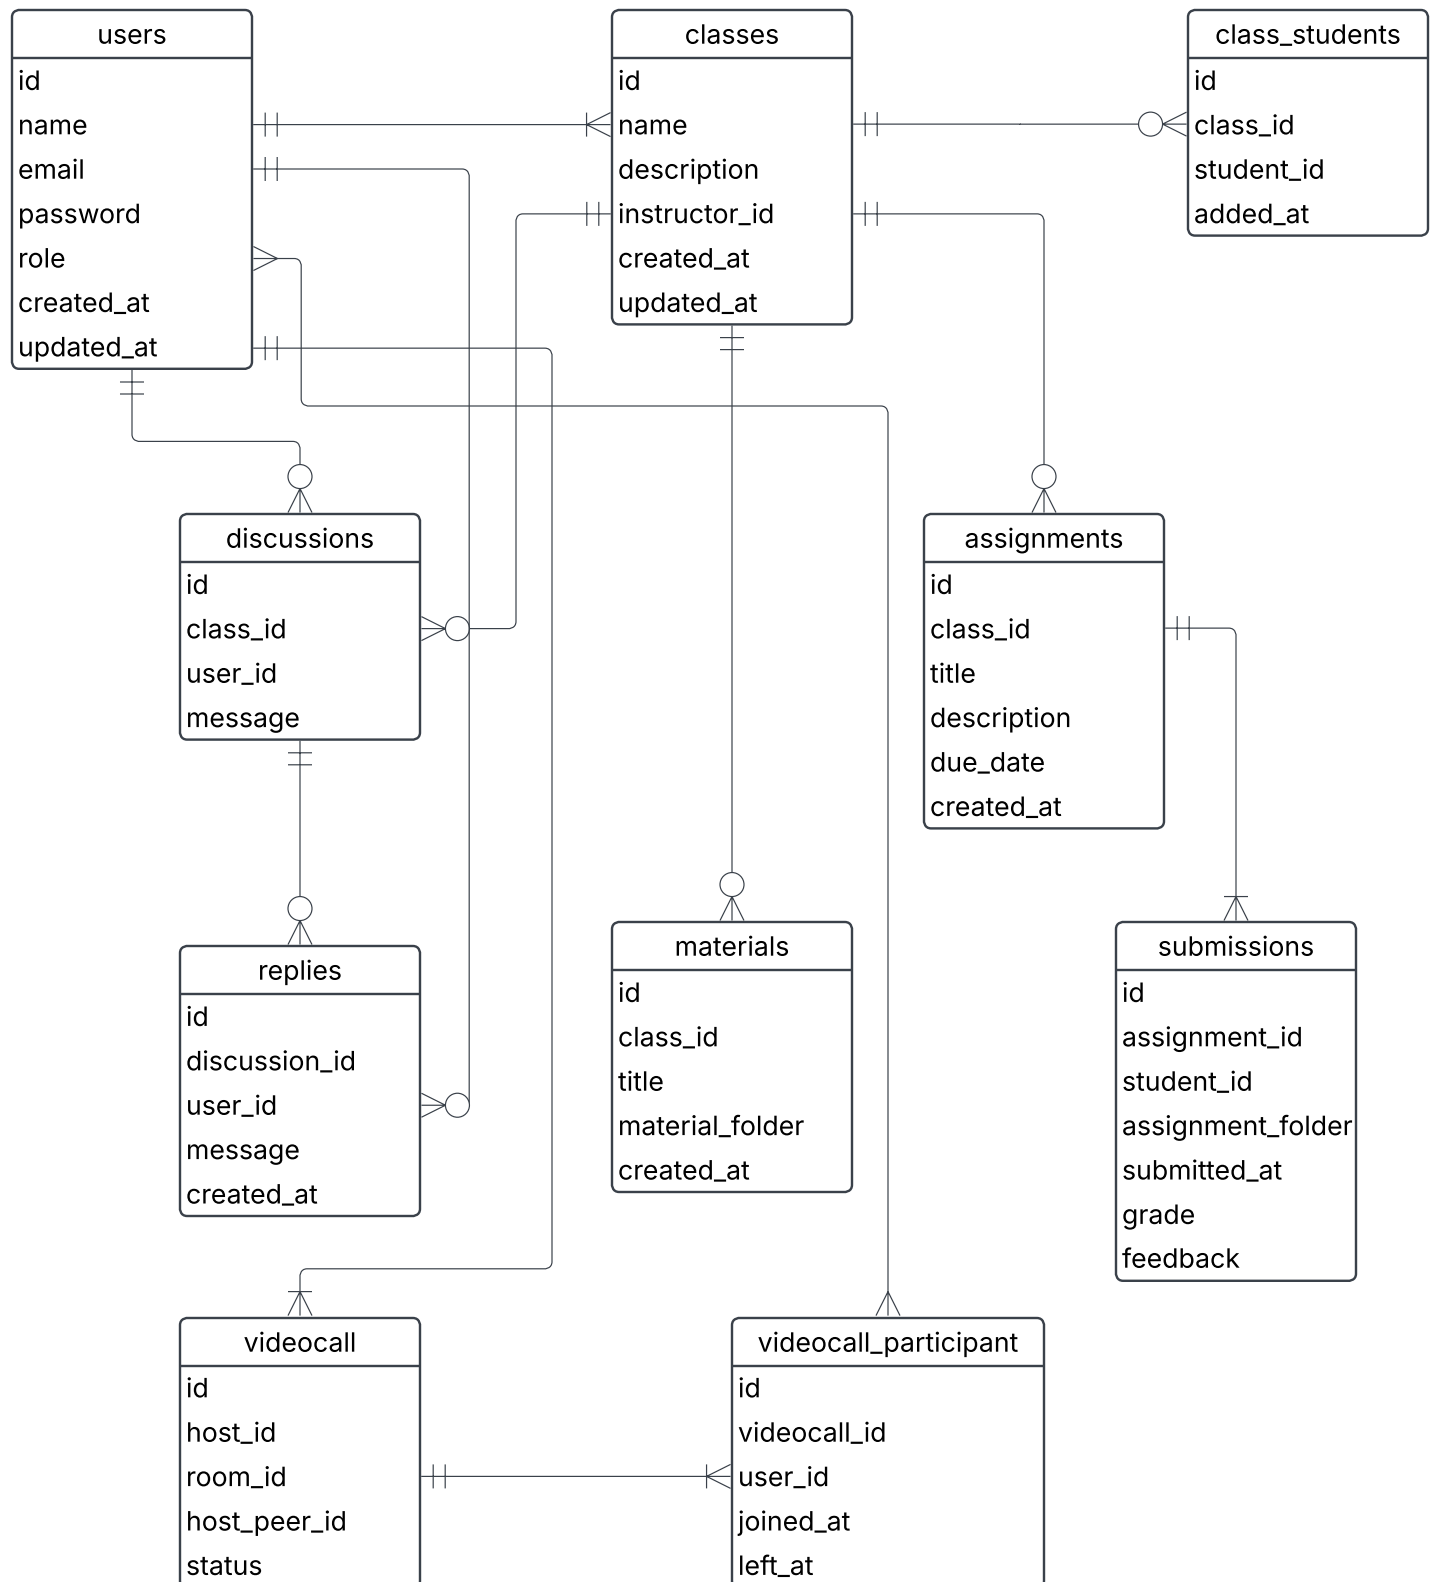 users
id
name
email
password
role
created_at
updated_at
classes
id
name
description
instructor_id
created_at
updated_at
class_students
id
class_id
student_id
added_at
discussions
id
class_id
user_id
message
assignments
id
class_id
title
description
due_date
created_at
replies
id
discussion_id
user_id
message
created_at
materials
id
class_id
title
material_folder
created_at
submissions
id
assignment_id
student_id
assignment_folder
submitted_at
grade
feedback
videocall
id
host_id
room_id
host_peer_id
status
videocall_participant
id
videocall_id
user_id
joined_at
left_at